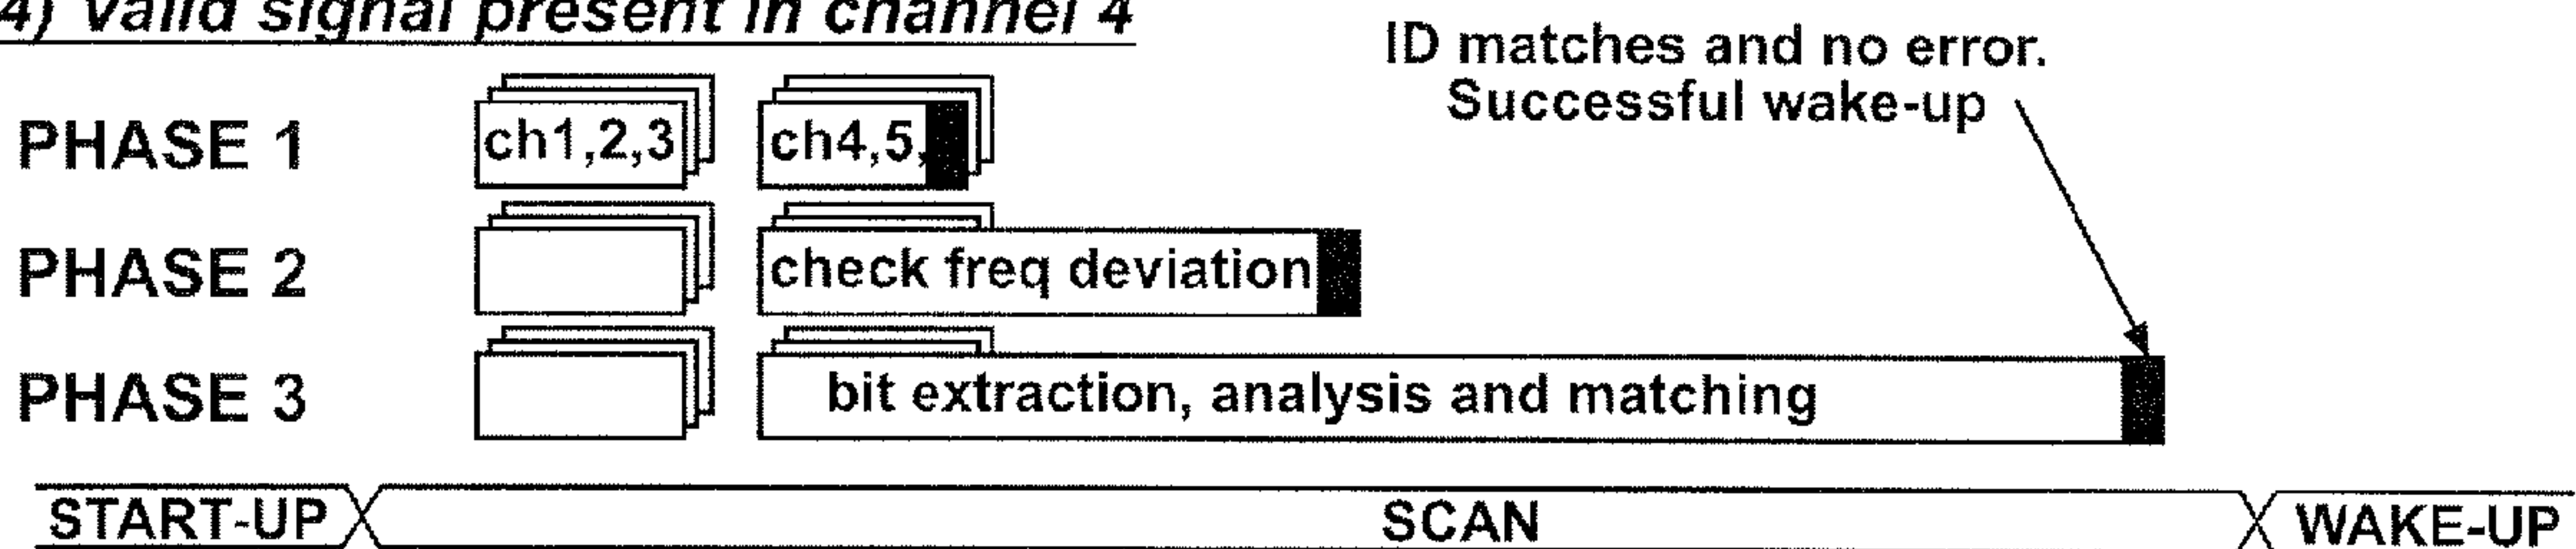 4) Valid signal present in channel 4
ID matches and no error.
Successful wake-up
PHASE 1
ch1,2,3
ch4,5,
PHASE 2
check freq deviation
PHASE 3
bit extraction, analysis and matching
START-UP
SCAN
WAKE-UP